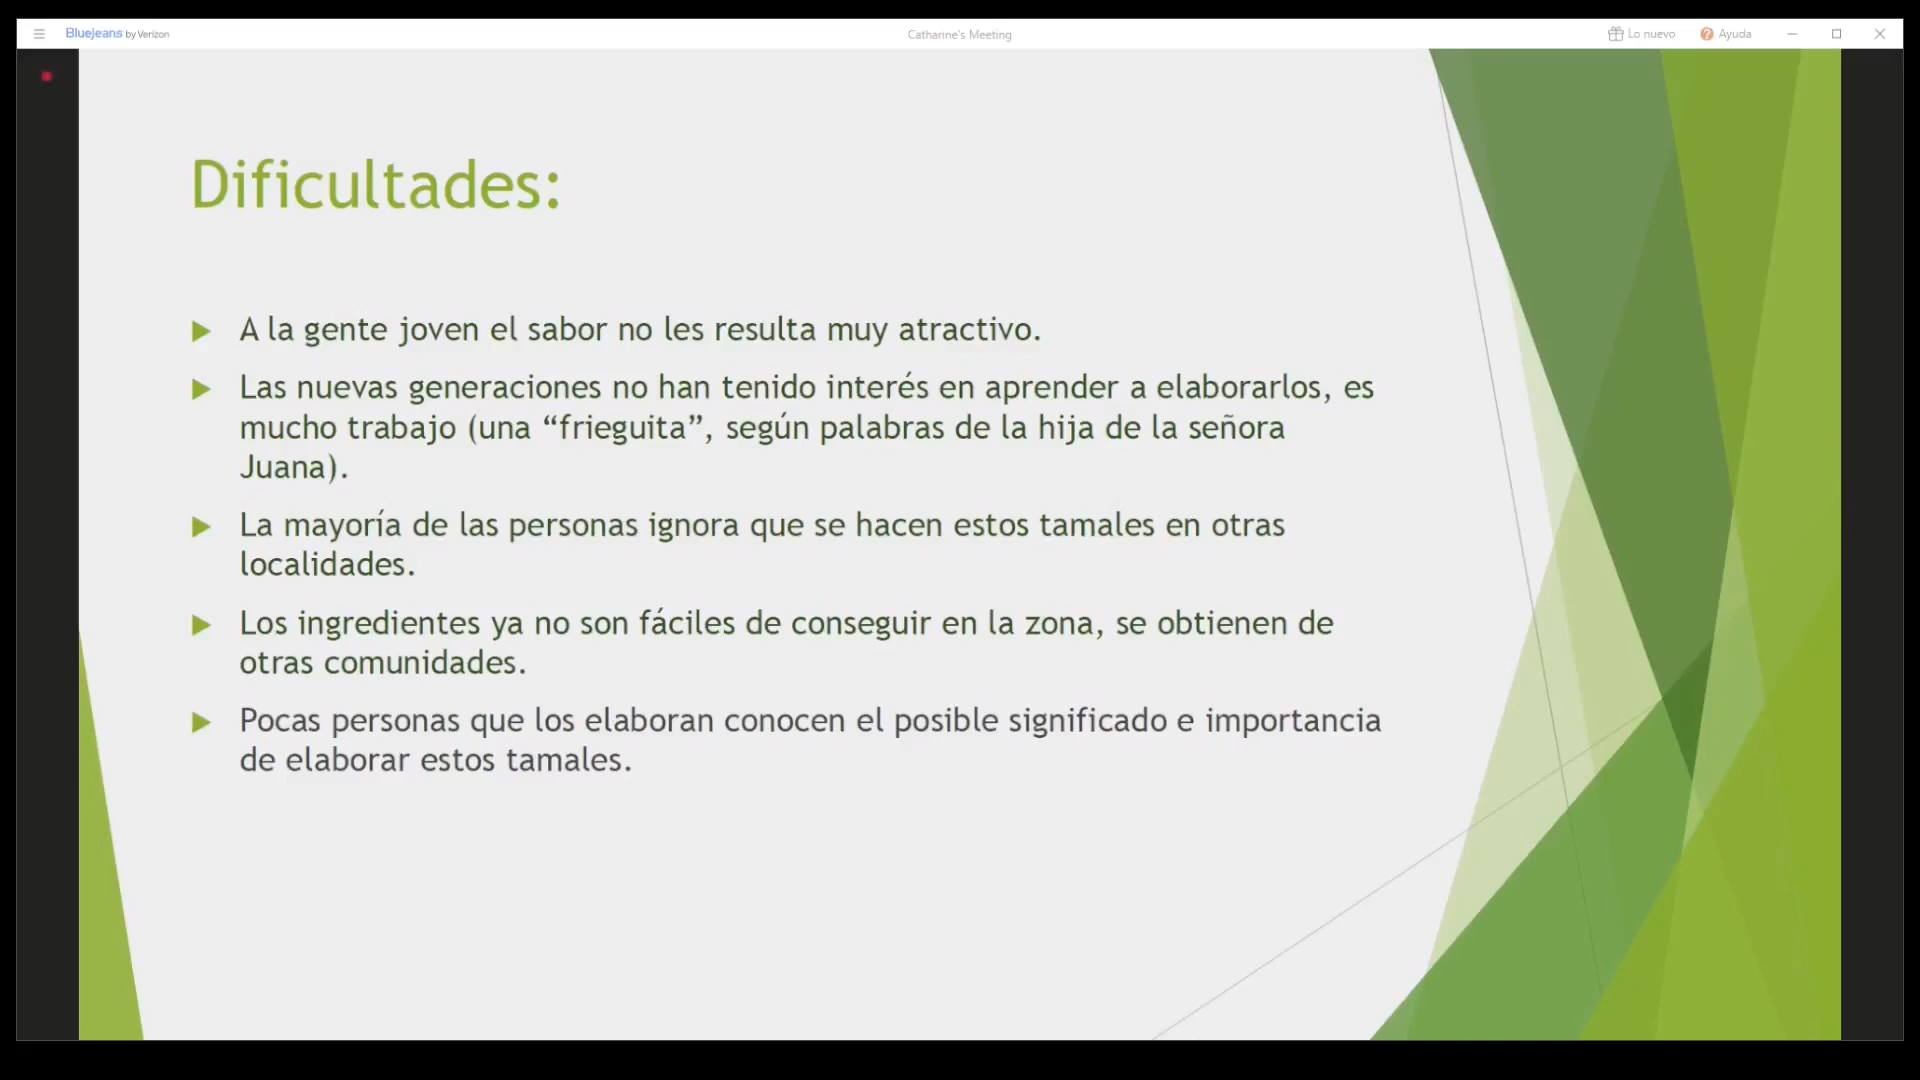 BlueJeans by Verizon
Catharine's Meeting
Lo nuevo
Ayuda
Dificultades:
A la gente joven el sabor no les resulta muy atractivo.
Las nuevas generaciones no han tenido interés en aprender a elaborarlos, es
mucho trabajo (una “frieguita”, según palabras de la hija de la señora
Juana).
La mayoría de las personas ignora que se hacen estos tamales en otras
localidades.
Los ingredientes ya no son fáciles de conseguir en la zona, se obtienen de
otras comunidades.
Pocas personas que los elaboran conocen el posible significado e importancia
de elaborar estos tamales.